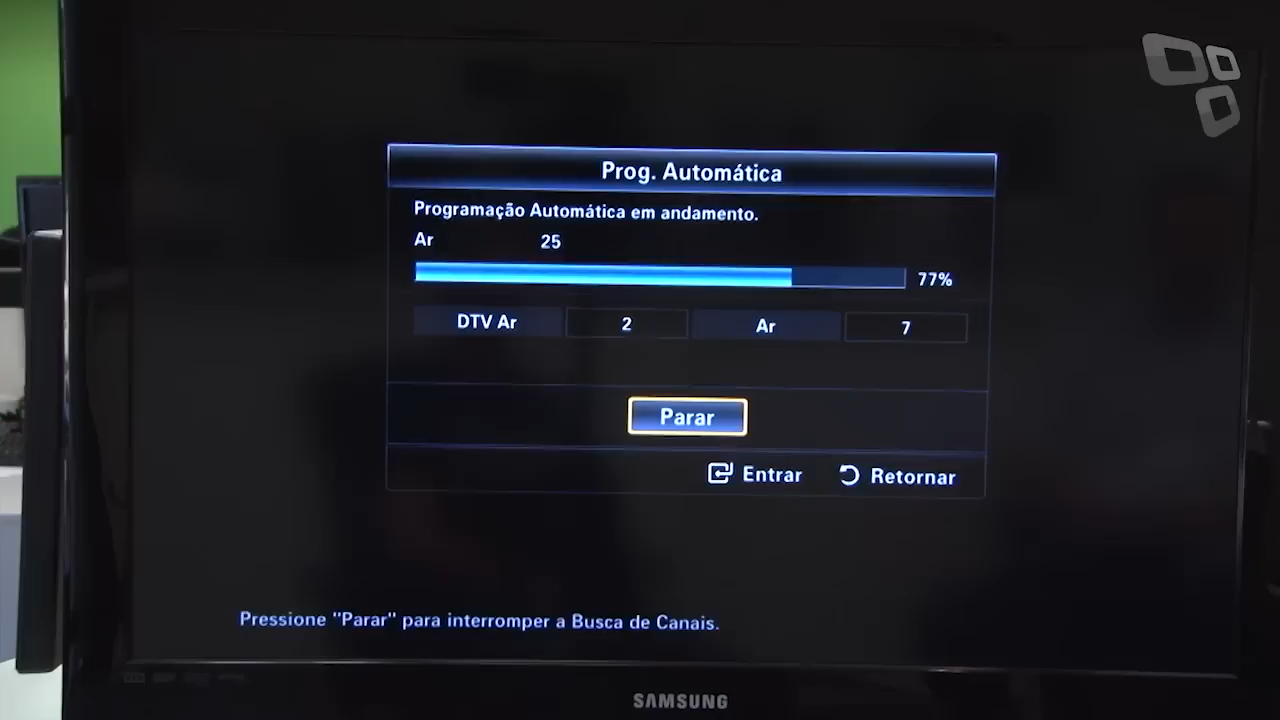 Prog. Automática
Programação Automática em andamento.
Ar 25
77%
DTV Ar 2 Ar 7
Parar
Entrar Retornar
Pressione "Parar" para interromper a Busca de Canais.
SAMSUNG